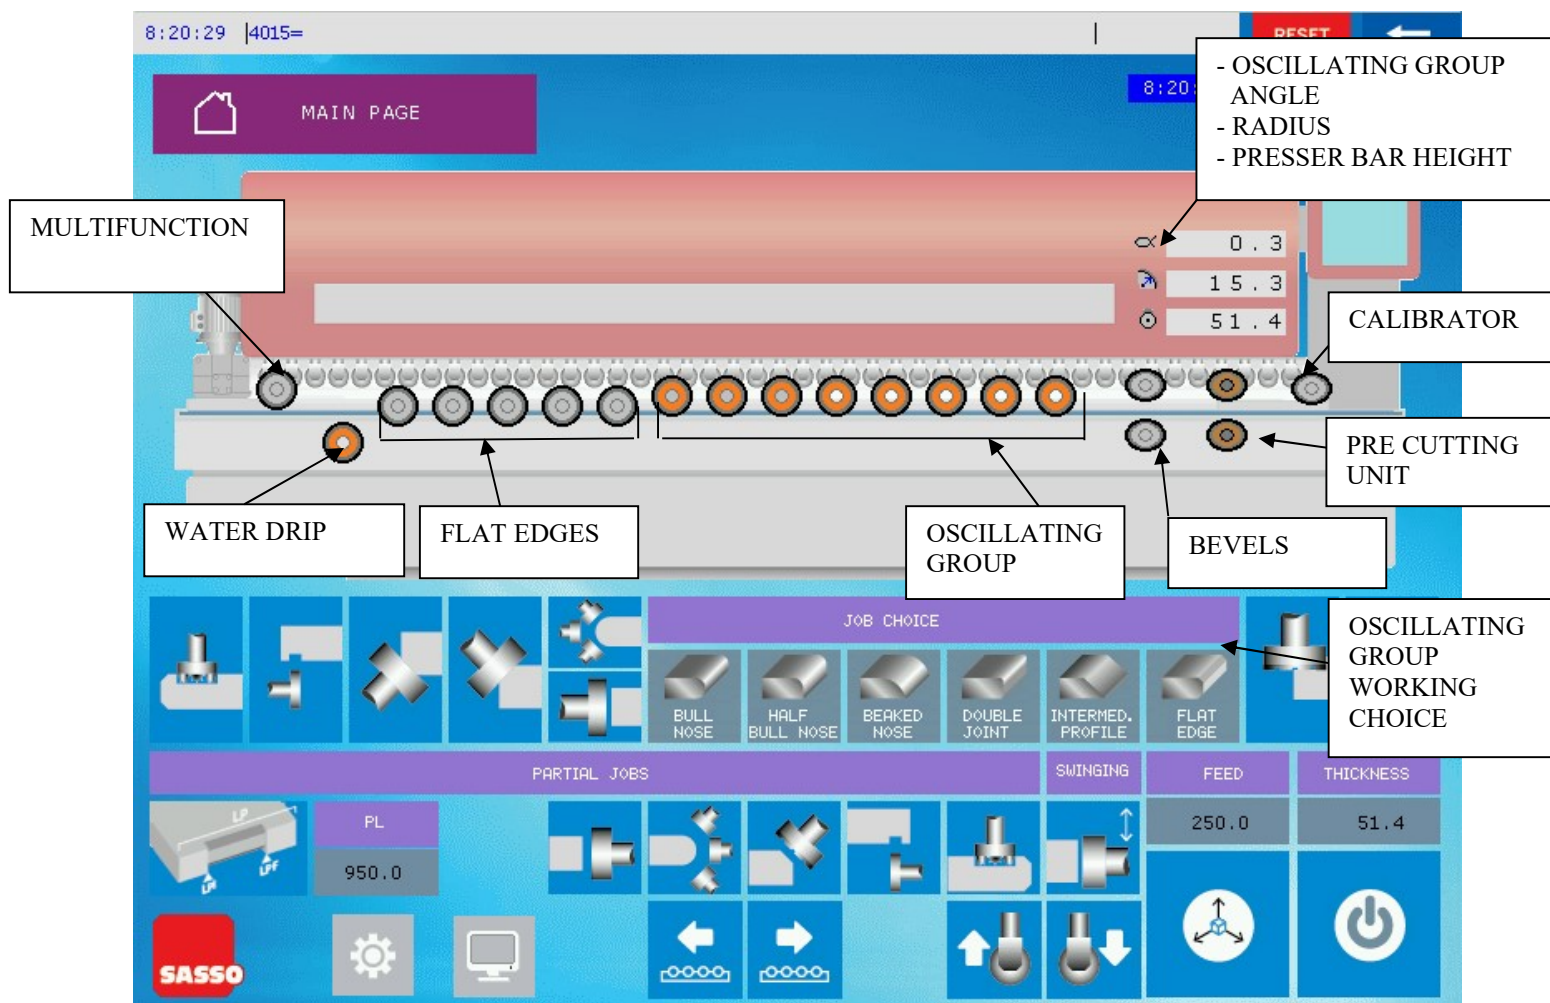 8:20:29 |4015=
RESET
- OSCILLATING GROUP
ANGLE
- RADIUS
- PRESSER BAR HEIGHT
8:20
MAIN PAGE
MULTIFUNCTION
0.3
15.3
51.4
CALIBRATOR
PRE CUTTING
UNIT
WATER DRIP
FLAT EDGES
OSCILLATING
GROUP
BEVELS
OSCILLATING
GROUP
WORKING
CHOICE
JOB CHOICE
BULL
NOSE
HALF
BULL NOSE
BEAKED
NOSE
DOUBLE
JOINT
INTERMED.
PROFILE
FLAT
EDGE
PARTIAL JOBS
SWINGING
FEED
THICKNESS
LP
LPI
LPF
PL
950.0
250.0
51.4
SASSO